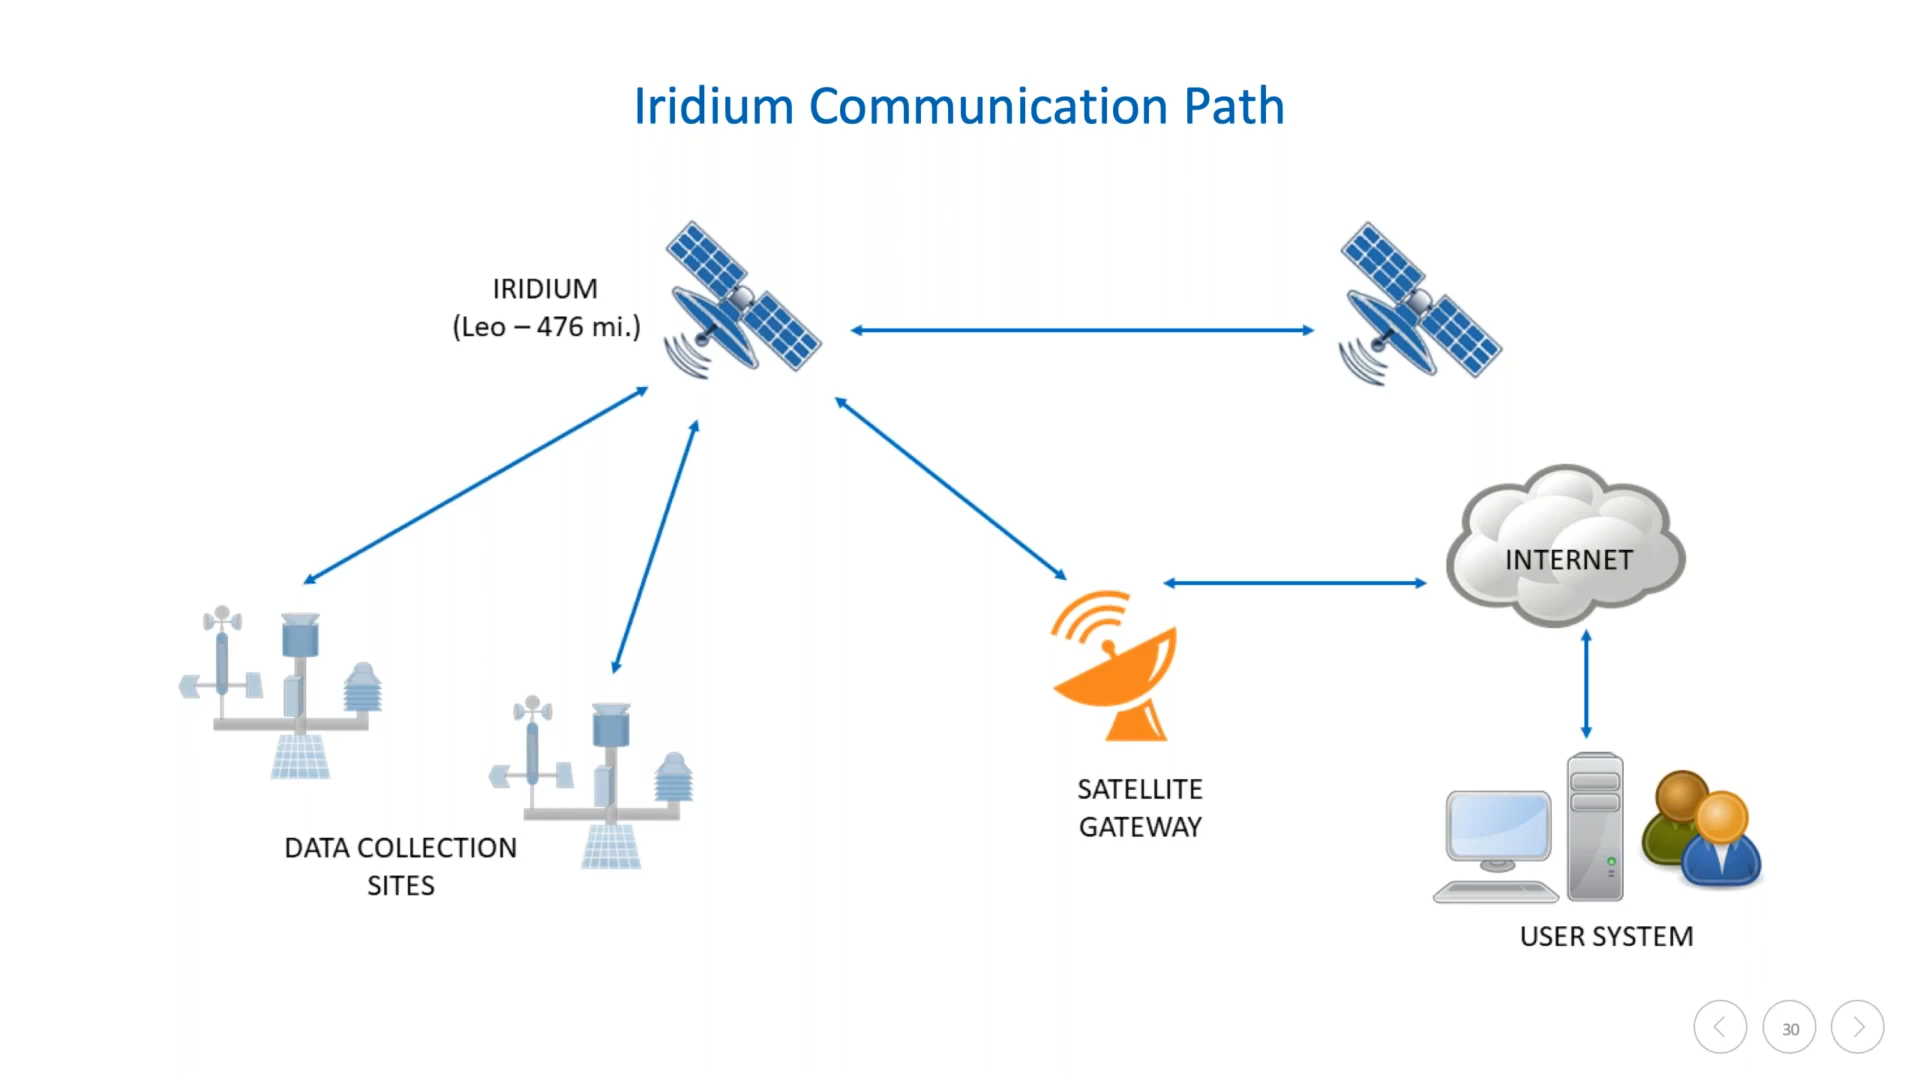 Iridium Communication Path
IRIDIUM
(Leo – 476 mi.)
INTERNET
SATELLITE
GATEWAY
DATA COLLECTION
SITES
USER SYSTEM
30